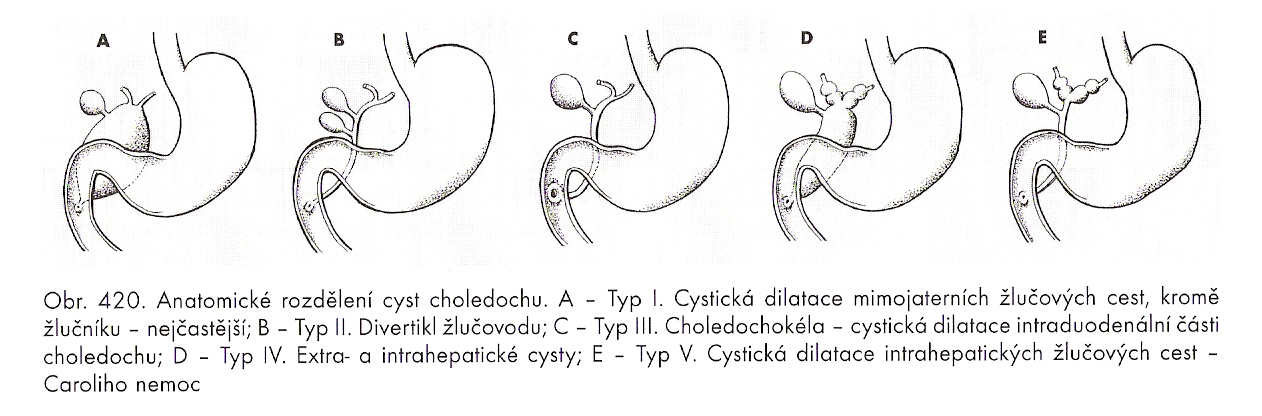 A B C D E
Obr. 420. Anatomické rozdělení cyst choledochu. A – Typ I. Cystická dilatace mimojaterních žlučových cest, kromě
žlučníku – nejčastější; B – Typ II. Divertikl žlučovodu; C – Typ III. Choledochokéla – cystická dilatace intraduodenální části
choledochu; D – Typ IV. Extra- a intrahepatické cysty; E – Typ V. Cystická dilatace intrahepatických žlučových cest –
Caroliho nemoc